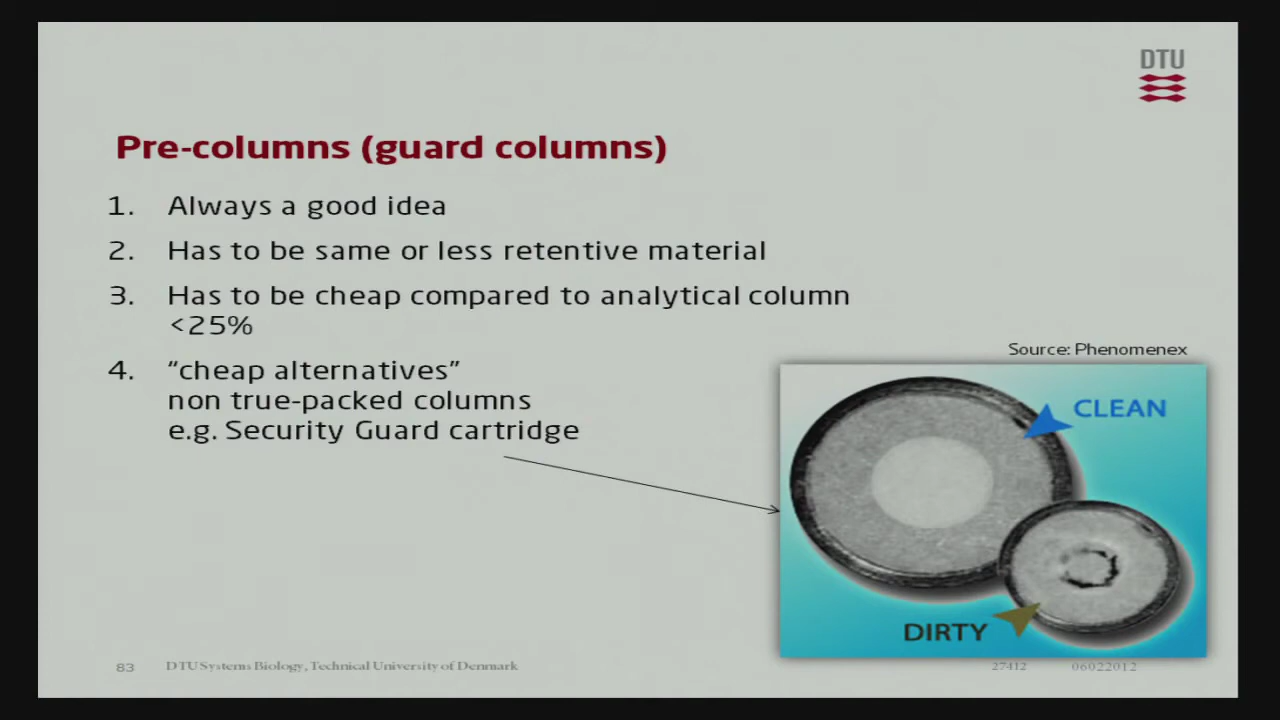 DTU
Pre-columns (guard columns)
1. Always a good idea
2. Has to be same or less retentive material
3. Has to be cheap compared to analytical column
<25%
4. “cheap alternatives”
non true-packed columns
e.g. Security Guard cartridge
Source: Phenomenex
CLEAN
DIRTY
83 DTU Systems Biology, Technical University of Denmark 27412 06022012